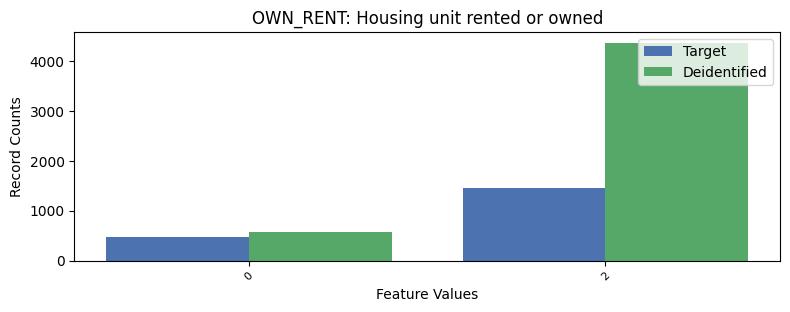 OWN_RENT: Housing unit rented or owned
Target
Deidentified
4000
3000
2000
1000
0
Record Counts
0
2
Feature Values